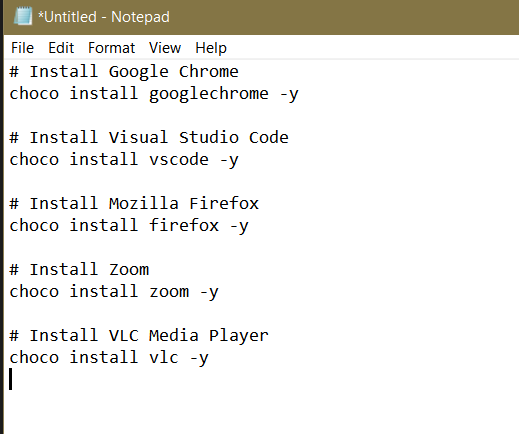 *Untitled - Notepad
File Edit Format View Help
# Install Google Chrome
choco install googlechrome -y
# Install Visual Studio Code
choco install vscode -y
# Install Mozilla Firefox
choco install firefox -y
# Install Zoom
choco install zoom -y
# Install VLC Media Player
choco install vlc -y